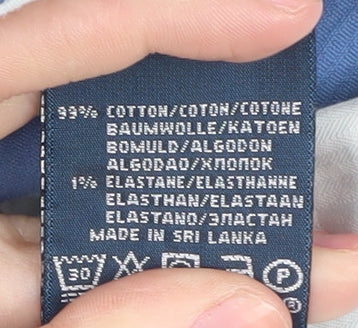 99% COTTON/COTON/COTONE
BAUMWOLLE/KATOEN
BOMULD/ALGODON
ALGODAO/ХЛОПОК
1% ELASTANE/ELASTHANNE
ELASTHAN/ELASTAAN
ELASTANO/ЭЛАСТАН
MADE IN SRI LANKA
30 P
®